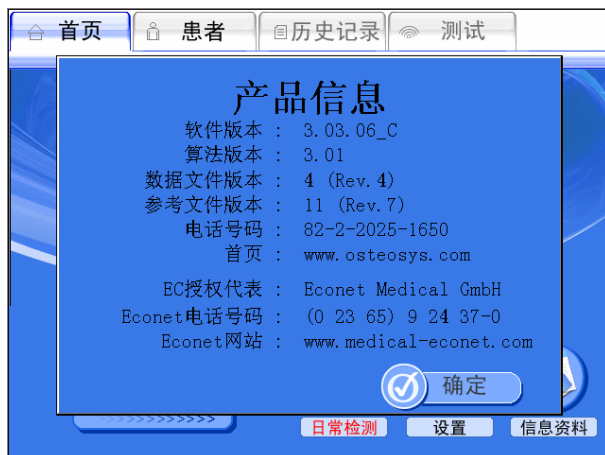 首页 患者 历史记录 测试
产品信息
软件版本 : 3.03.06_C
算法版本 : 3.01
数据文件版本 : 4 (Rev.4)
参考文件版本 : 11 (Rev.7)
电话号码 : 82-2-2025-1650
首页 : www.osteosys.com
EC授权代表 : Econet Medical GmbH
Econet电话号码 : (0 23 65) 9 24 37-0
Econet网站 : www.medical-econet.com
确定
>>>>>>>>>>>>
日常检测 设置 信息资料